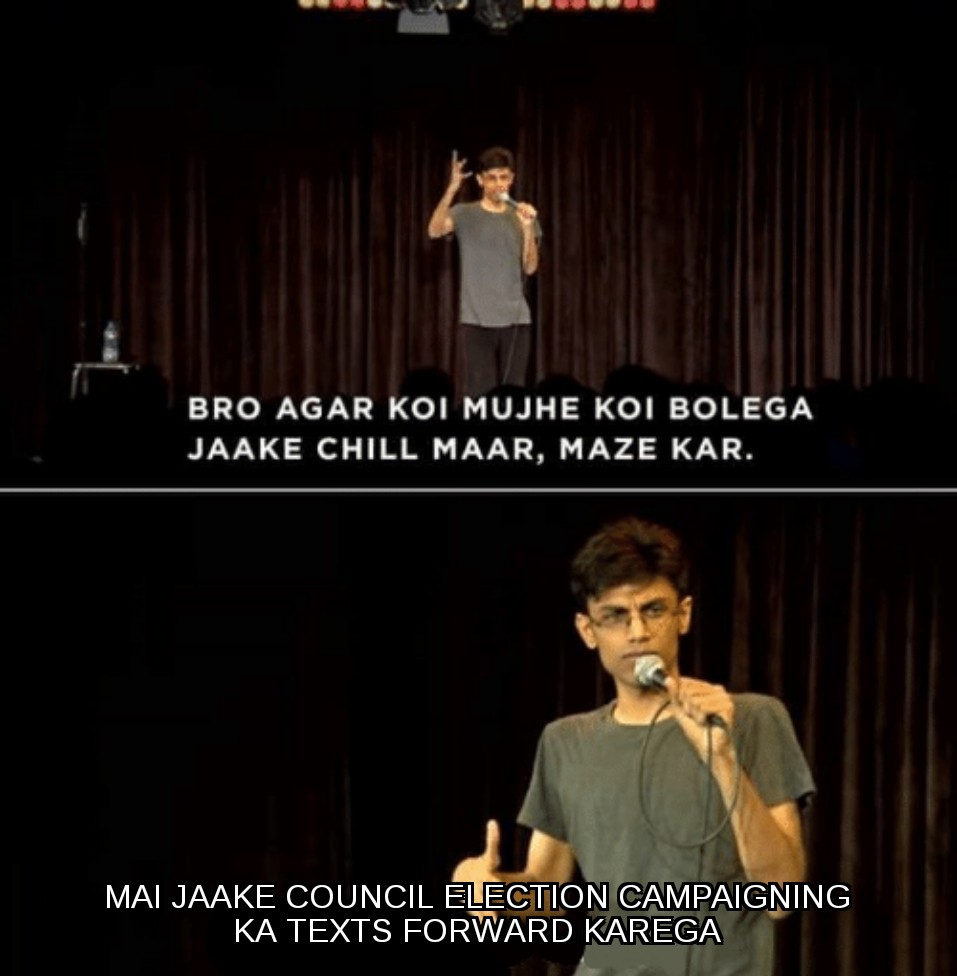 BRO AGAR KOI MUJHE KOI BOLEGA
JAAKE CHILL MAAR, MAZE KAR.
MAI JAAKE COUNCIL ELECTION CAMPAIGNING
KA TEXTS FORWARD KAREGA